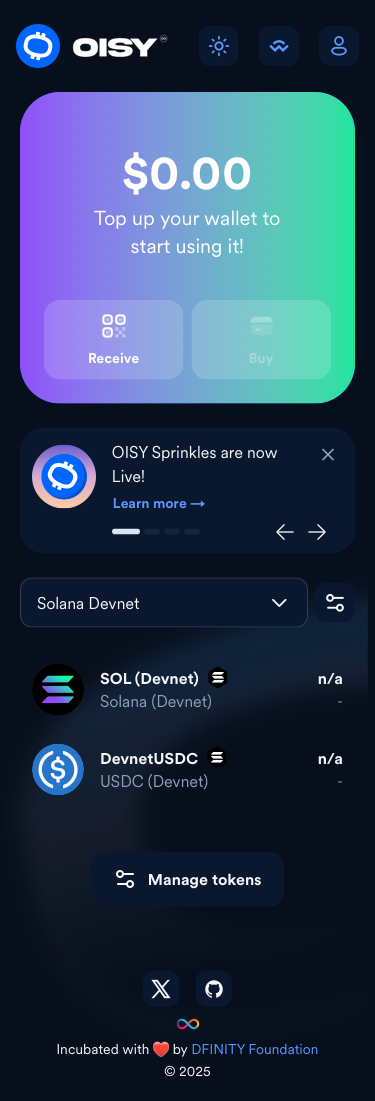 OISY
$0.00
Top up your wallet to
start using it!
Receive
Buy
OISY Sprinkles are now
Live!
Learn more →
Solana Devnet
SOL (Devnet)
n/a
Solana (Devnet)
-
DevnetUSDC
n/a
USDC (Devnet)
-
Manage tokens
Incubated with ❤️ by DFINITY Foundation
© 2025